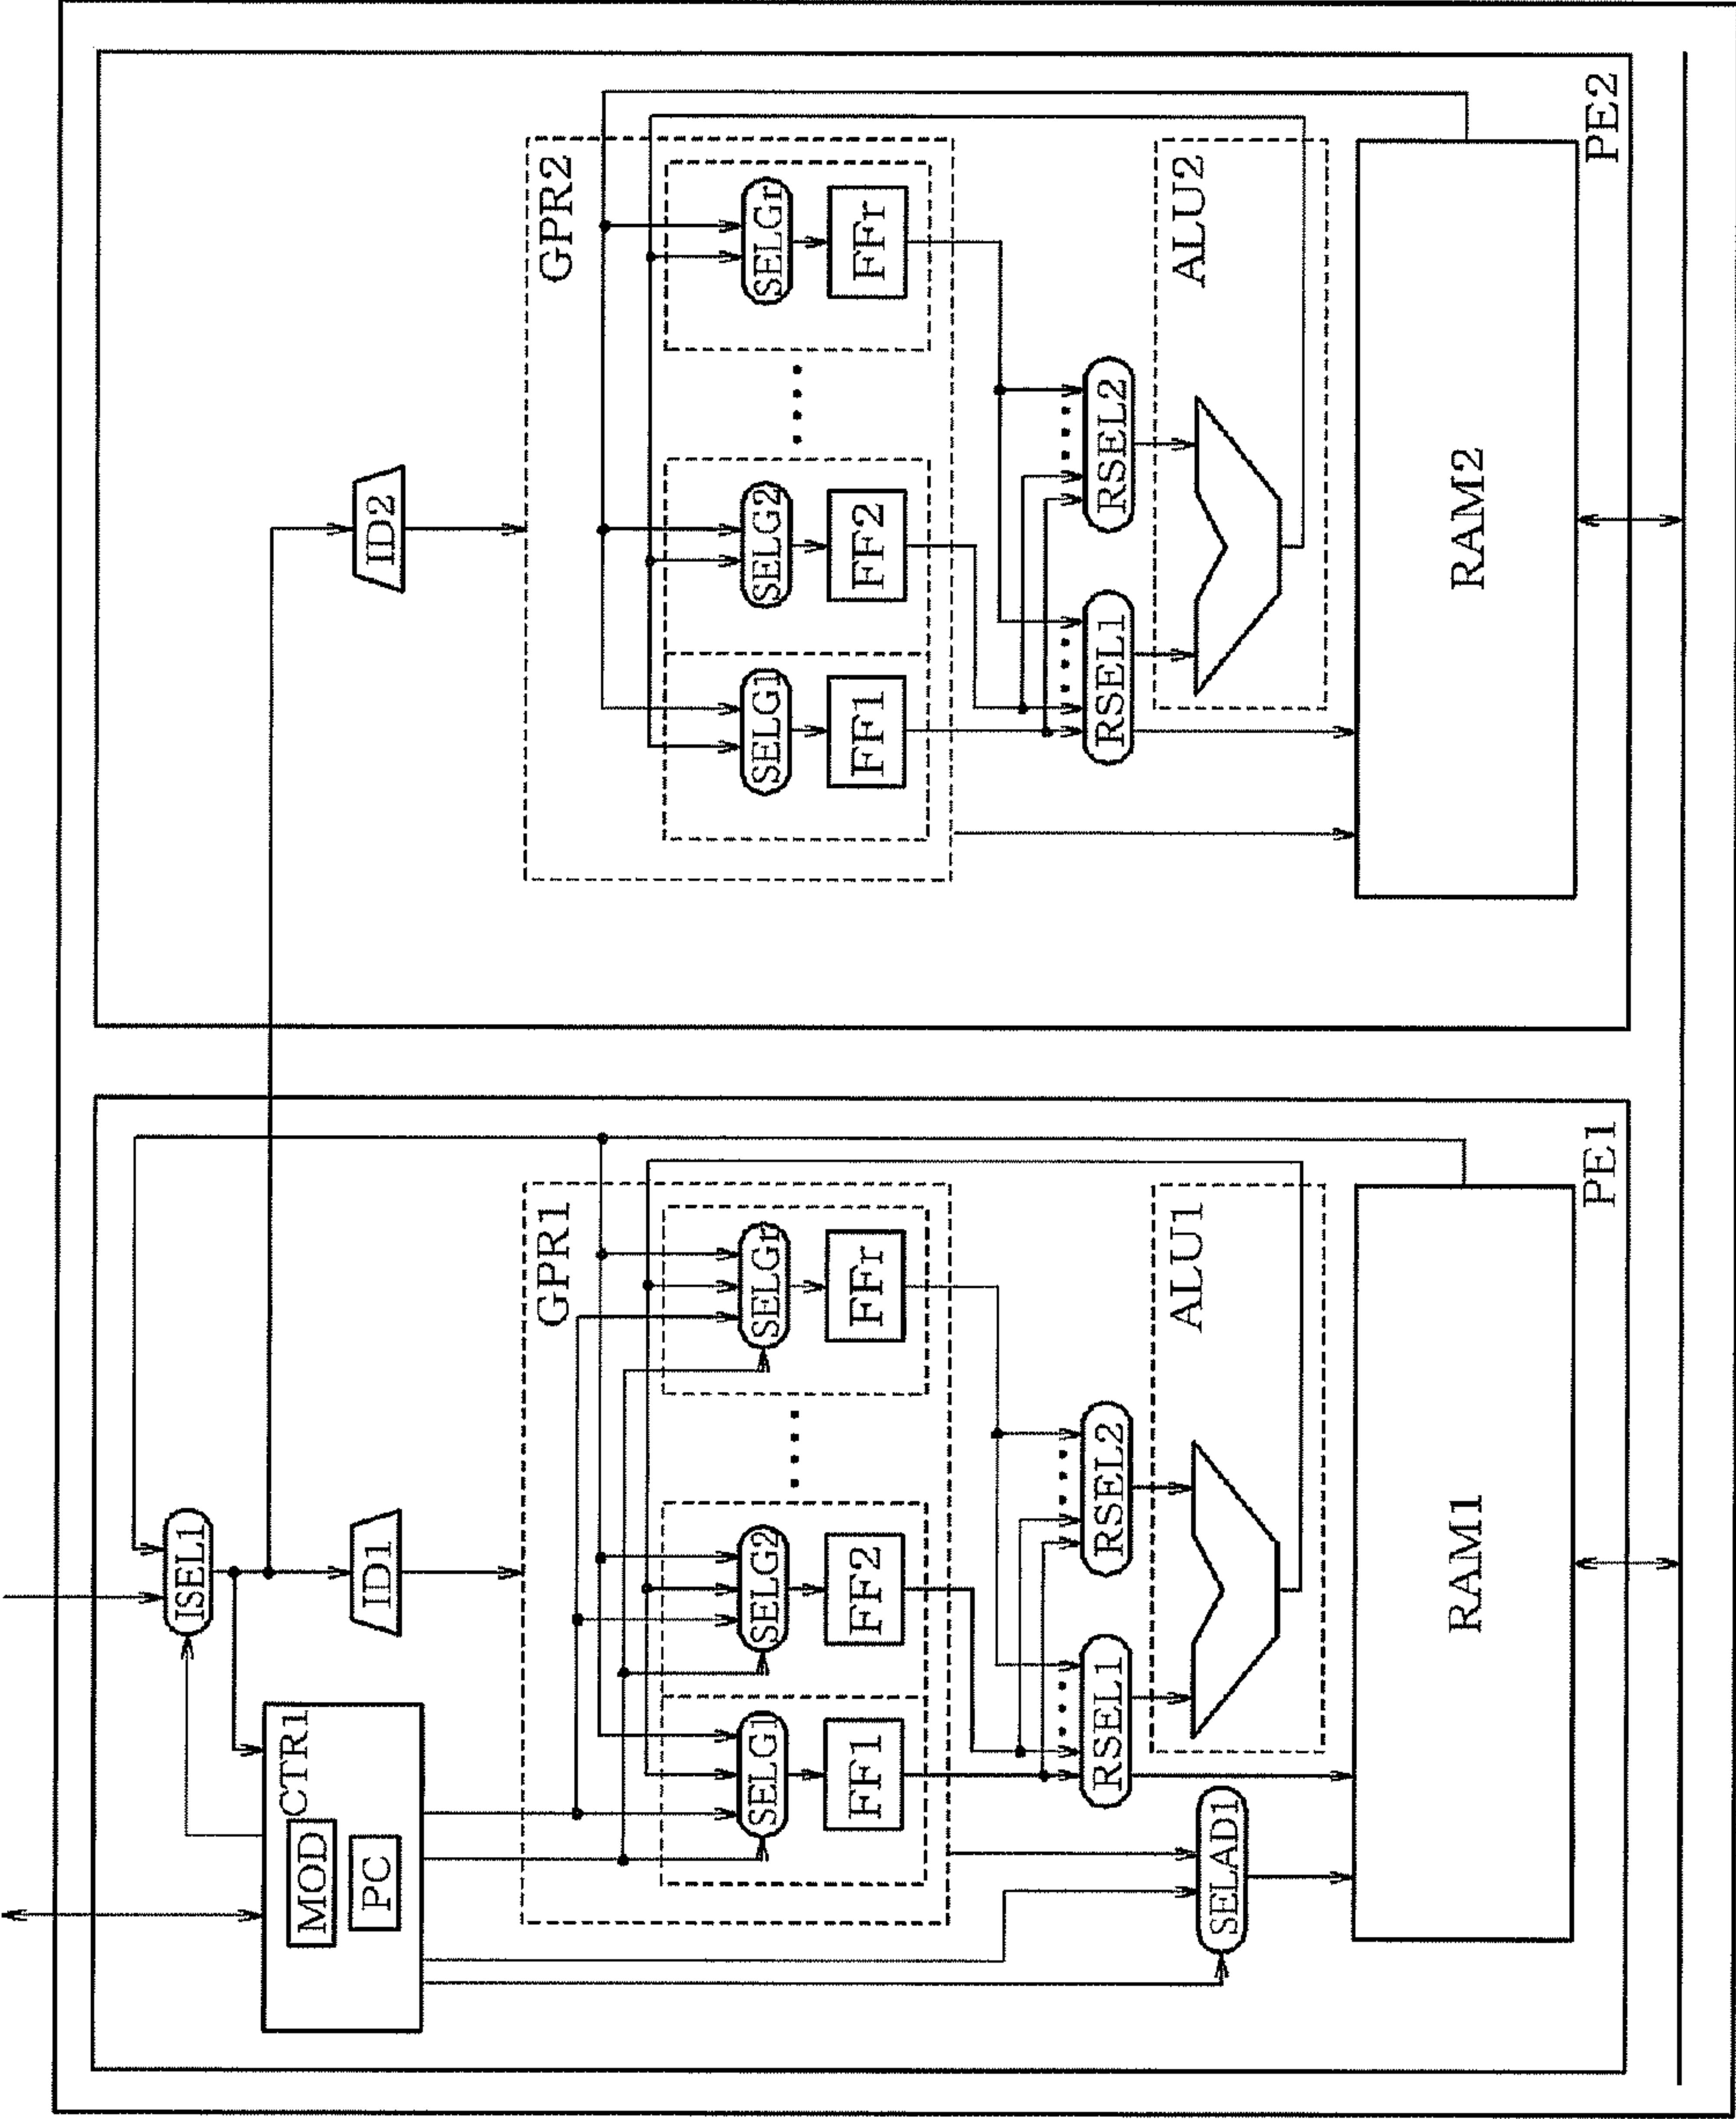 ISEL1
CTR1
MOD
PC
ID1
GPR1
SELG1
SELG2
SELGr
FF1
FF2
FFr
RSEL1
RSEL2
SELAD1
ALU1
RAM1
PE1
ID2
GPR2
SELG1
SELG2
SELGr
FF1
FF2
FFr
RSEL1
RSEL2
ALU2
RAM2
PE2